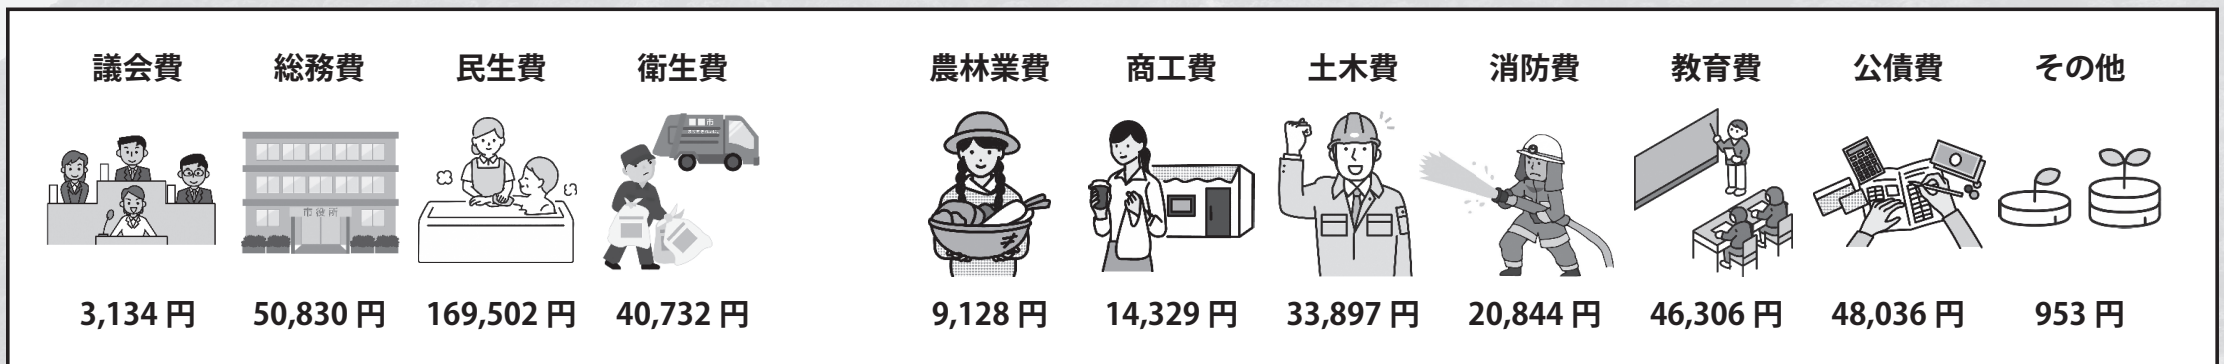 議会費 総務費 民生費 衛生費 農林業費 商工費 土木費 消防費 教育費 公債費 その他
市役所
3,134 円 50,830 円 169,502 円 40,732 円 9,128 円 14,329 円 33,897 円 20,844 円 46,306 円 48,036 円 953 円